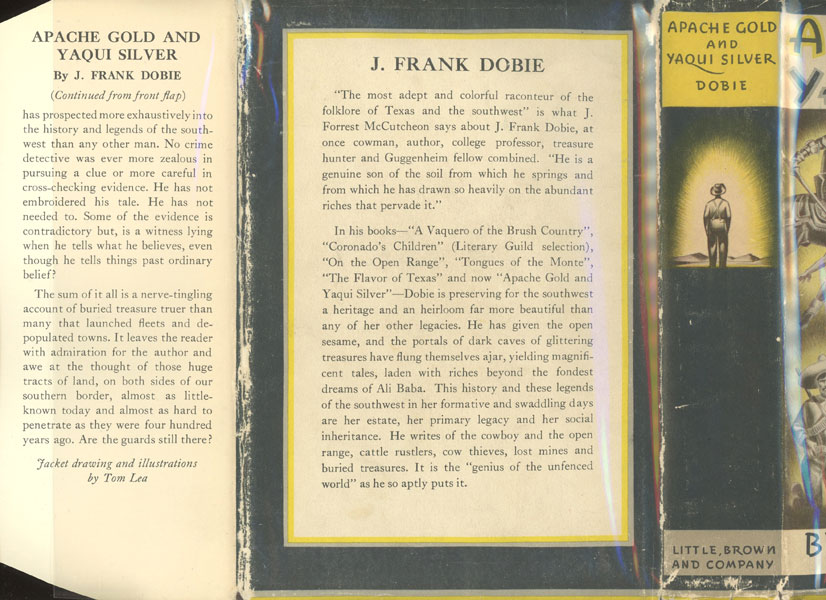 APACHE GOLD AND
YAQUI SILVER
By J. FRANK DOBIE
(Continued from front flap)
has prospected more exhaustively into
the history and legends of the south-
west than any other man. No crime
detective was ever more zealous in
pursuing a clue or more careful in
cross-checking evidence. He has not
embroidered his tale. He has not
needed to. Some of the evidence is
contradictory but, is a witness lying
when he tells what he believes, even
though he tells things past ordinary
belief?
The sum of it all is a nerve-tingling
account of buried treasure truer than
many that launched fleets and de-
populated towns. It leaves the reader
with admiration for the author and
awe at the thought of those huge
tracts of land, on both sides of our
southern border, almost as little-
known today and almost as hard to
penetrate as they were four hundred
years ago. Are the guards still there?
Jacket drawing and illustrations
by Tom Lea
J. FRANK DOBIE
"The most adept and colorful raconteur of the
folklore of Texas and the southwest" is what J.
Forrest McCutcheon says about J. Frank Dobie, at
once cowman, author, college professor, treasure
hunter and Guggenheim fellow combined. "He is a
genuine son of the soil from which he springs and
from which he has drawn so heavily on the abundant
riches that pervade it."
In his books—"A Vaquero of the Brush Country",
"Coronado's Children" (Literary Guild selection),
"On the Open Range", "Tongues of the Monte",
"The Flavor of Texas" and now "Apache Gold and
Yaqui Silver"—Dobie is preserving for the southwest
a heritage and an heirloom far more beautiful than
any of her other legacies. He has given the open
sesame, and the portals of dark caves of glittering
treasures have flung themselves ajar, yielding magnifi-
cent tales, laden with riches beyond the fondest
dreams of Ali Baba. This history and these legends
of the southwest in her formative and swaddling days
are her estate, her primary legacy and her social
inheritance. He writes of the cowboy and the open
range, cattle rustlers, cow thieves, lost mines and
buried treasures. It is the "genius of the unfenced
world" as he so aptly puts it.
APACHE GOLD
AND
YAQUI SILVER
DOBIE
LITTLE, BROWN
AND COMPANY
A
Y
B